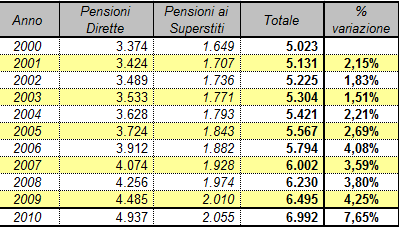 Anno Pensioni Dirette Pensioni ai Superstiti Totale % variazione
2000 3.374 1.649 5.023
2001 3.424 1.707 5.131 2,15%
2002 3.489 1.736 5.225 1,83%
2003 3.533 1.771 5.304 1,51%
2004 3.628 1.793 5.421 2,21%
2005 3.724 1.843 5.567 2,69%
2006 3.912 1.882 5.794 4,08%
2007 4.074 1.928 6.002 3,59%
2008 4.256 1.974 6.230 3,80%
2009 4.485 2.010 6.495 4,25%
2010 4.937 2.055 6.992 7,65%